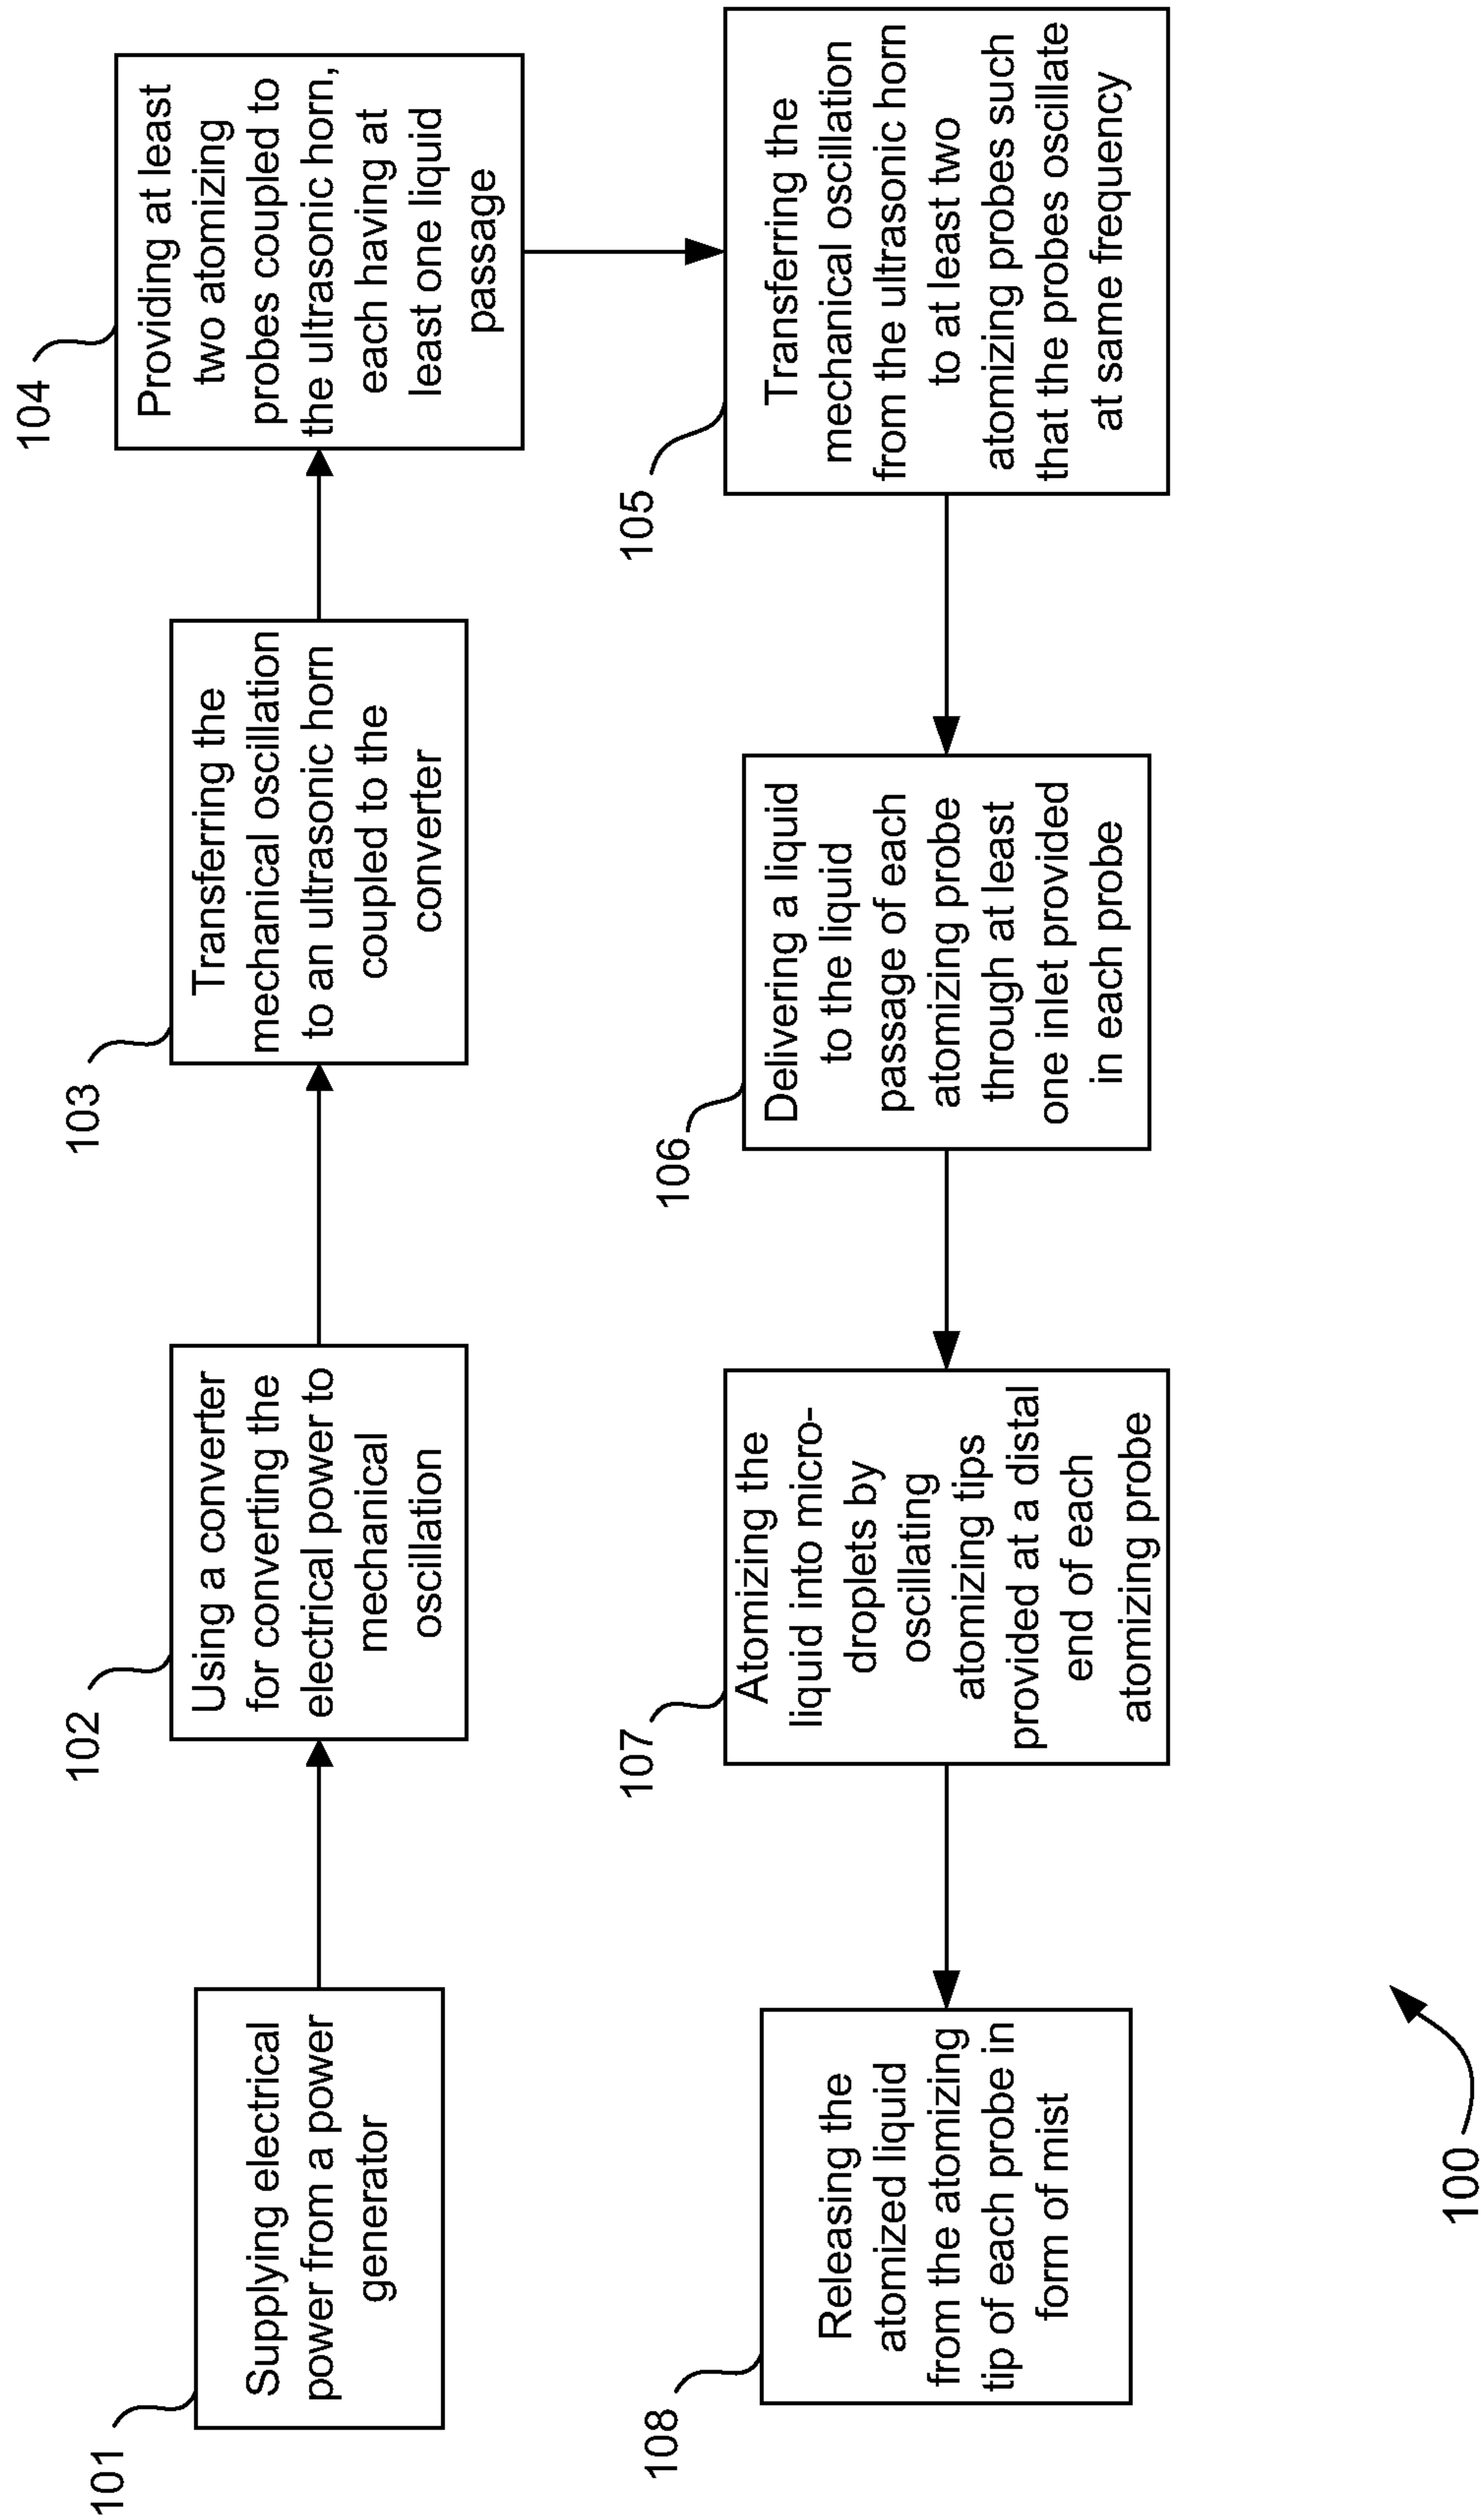 101
Supplying electrical
power from a power
generator
102
Using a converter
for converting the
electrical power to
mechanical
oscillation
103
Transferring the
mechanical oscillation
to an ultrasonic horn
coupled to the
converter
104
Providing at least
two atomizing
probes coupled to
the ultrasonic horn,
each having at
least one liquid
passage
105
Transferring the
mechanical oscillation
from the ultrasonic horn
to at least two
atomizing probes such
that the probes oscillate
at same frequency
106
Delivering a liquid
to the liquid
passage of each
atomizing probe
through at least
one inlet provided
in each probe
107
Atomizing the
liquid into micro-
droplets by
oscillating
atomizing tips
provided at a distal
end of each
atomizing probe
108
Releasing the
atomized liquid
from the atomizing
tip of each probe in
form of mist
100